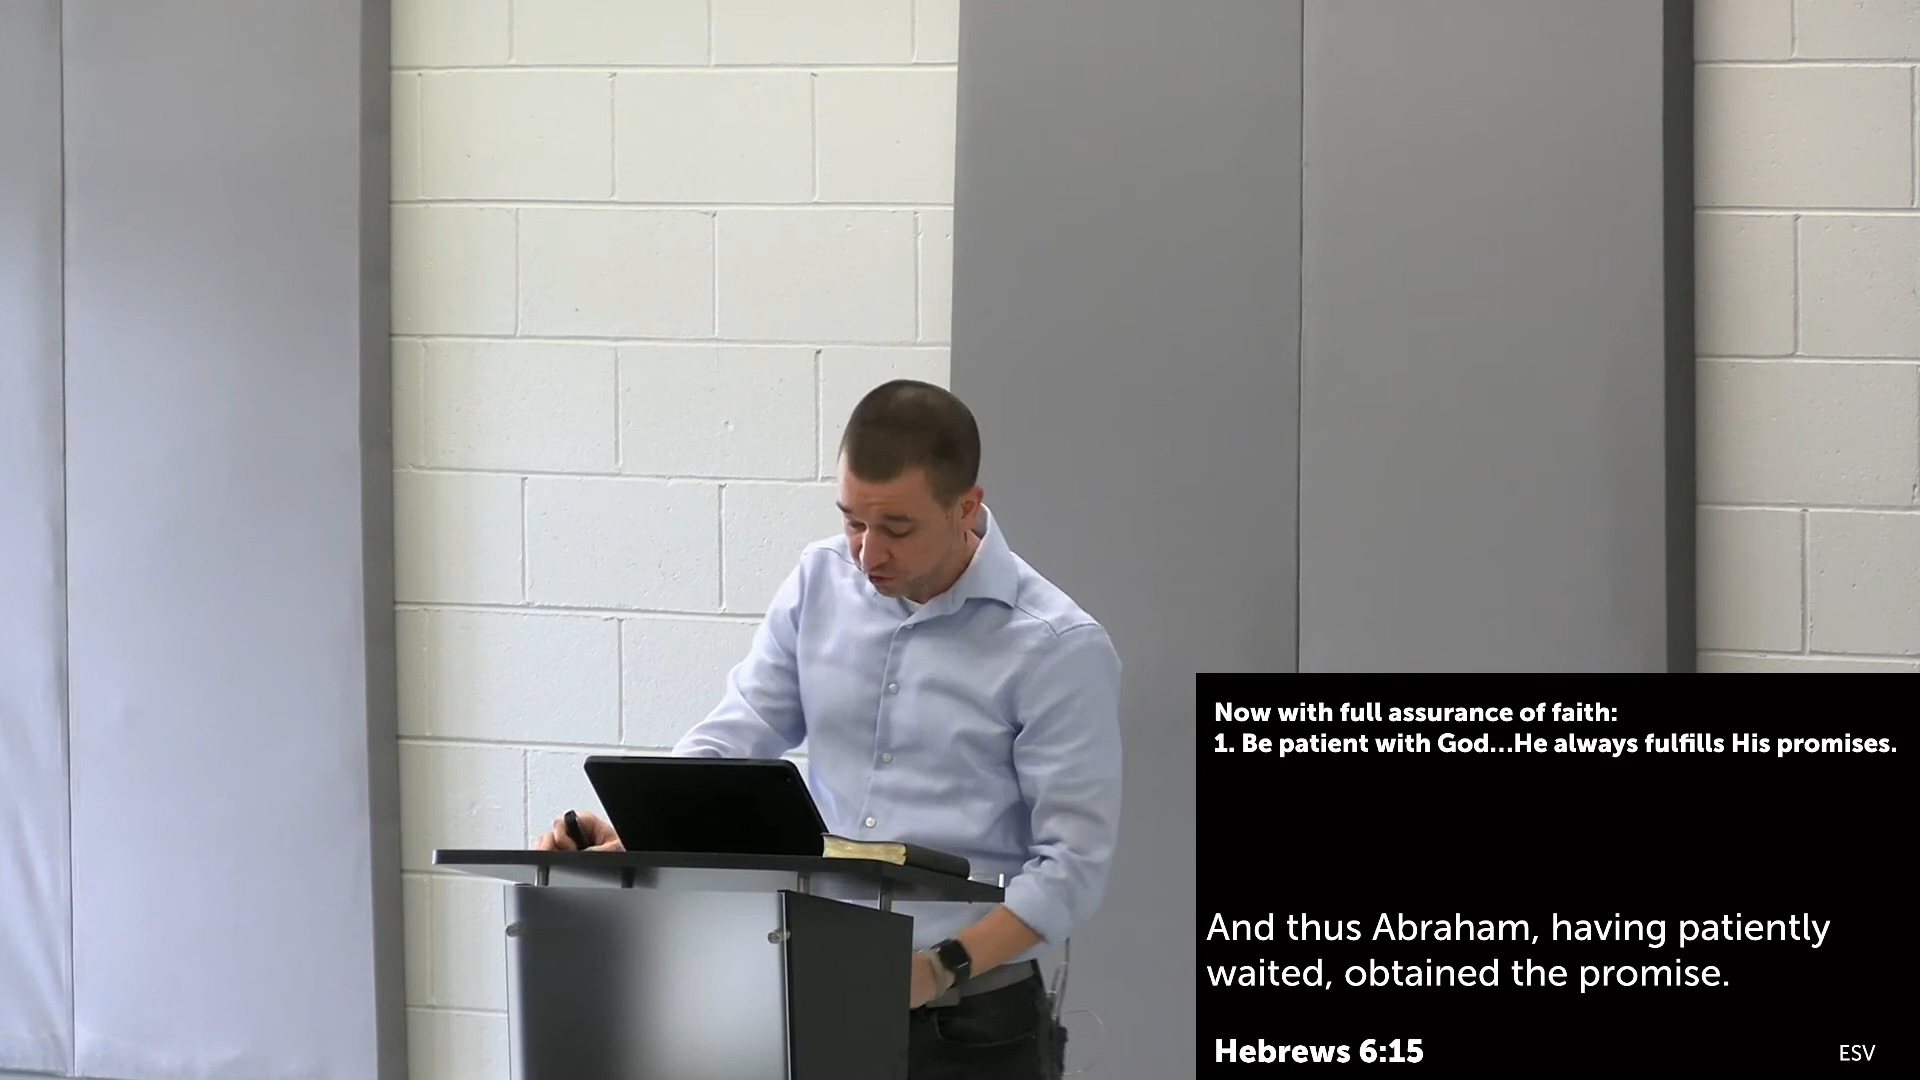 Now with full assurance of faith:
1. Be patient with God...He always fulfills His promises.
And thus Abraham, having patiently
waited, obtained the promise.
Hebrews 6:15
ESV